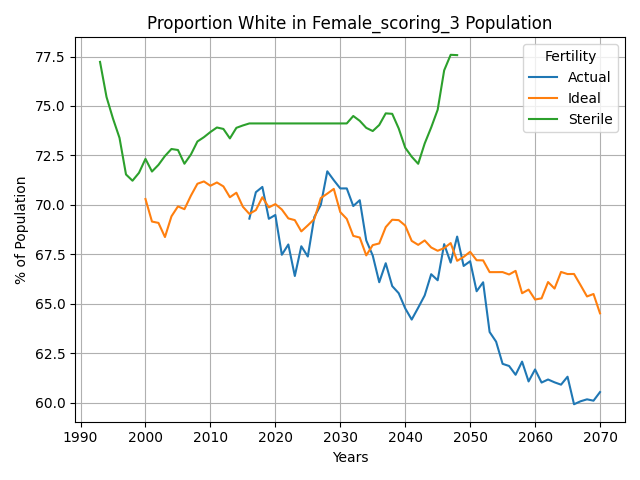 Proportion White in Female_scoring_3 Population
Fertility
Actual
Ideal
Sterile
% of Population
77.5
75.0
72.5
70.0
67.5
65.0
62.5
60.0
1990 2000 2010 2020 2030 2040 2050 2060 2070
Years